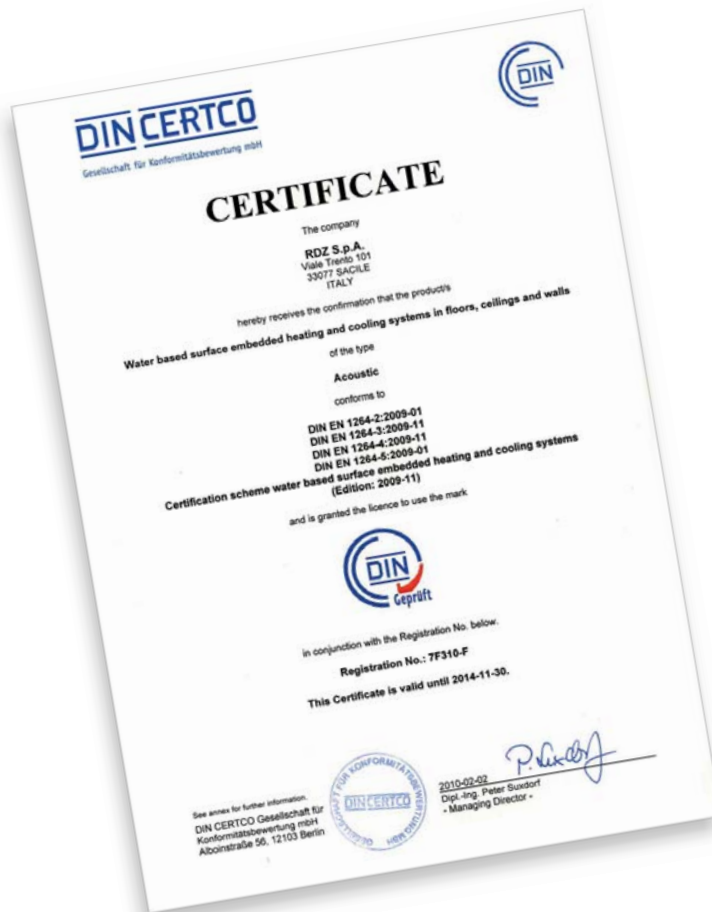 DIN CERTCO
Gesellschaft für Konformitätsbewertung mbH
DIN
CERTIFICATE
The company
RDZ S.p.A.
Viale Trento 101
33077 SACILE
ITALY
hereby receives the confirmation that the product/s
Water based surface embedded heating and cooling systems in floors, ceilings and walls
of the type
Acoustic
conforms to
DIN EN 1264-2:2009-01
DIN EN 1264-3:2009-11
DIN EN 1264-4:2009-11
DIN EN 1264-5:2009-01
Certification scheme water based surface embedded heating and cooling systems
(Edition: 2009-11)
and is granted the licence to use the mark
DIN
Geprüft
in conjunction with the Registration No. below.
Registration No.: 7F310-F
This Certificate is valid until 2014-11-30.
See annex for further information.
DIN CERTCO Gesellschaft für
Konformitätsbewertung mbH
Alboinstraße 56, 12103 Berlin
GESELLSCHAFT FÜR KONFORMITÄTSBEWERTUNG MBH
DIN CERTCO
P. Suxdorf
2010-02-02
Dipl.-Ing. Peter Suxdorf
- Managing Director -